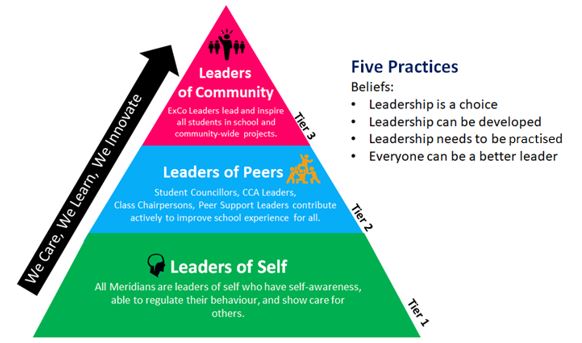 We Care, We Learn, We Innovate
Leaders
of Community
ExCo Leaders lead and inspire
all students in school and
community-wide projects.
Tier 3
Leaders of Peers
Student Councillors, CCA Leaders,
Class Chairpersons, Peer Support Leaders contribute
actively to improve school experience for all.
Tier 2
Leaders of Self
All Meridians are leaders of self who have self-awareness,
able to regulate their behaviour, and show care for
others.
Tier 1
Five Practices
Beliefs:
• Leadership is a choice
• Leadership can be developed
• Leadership needs to be practised
• Everyone can be a better leader